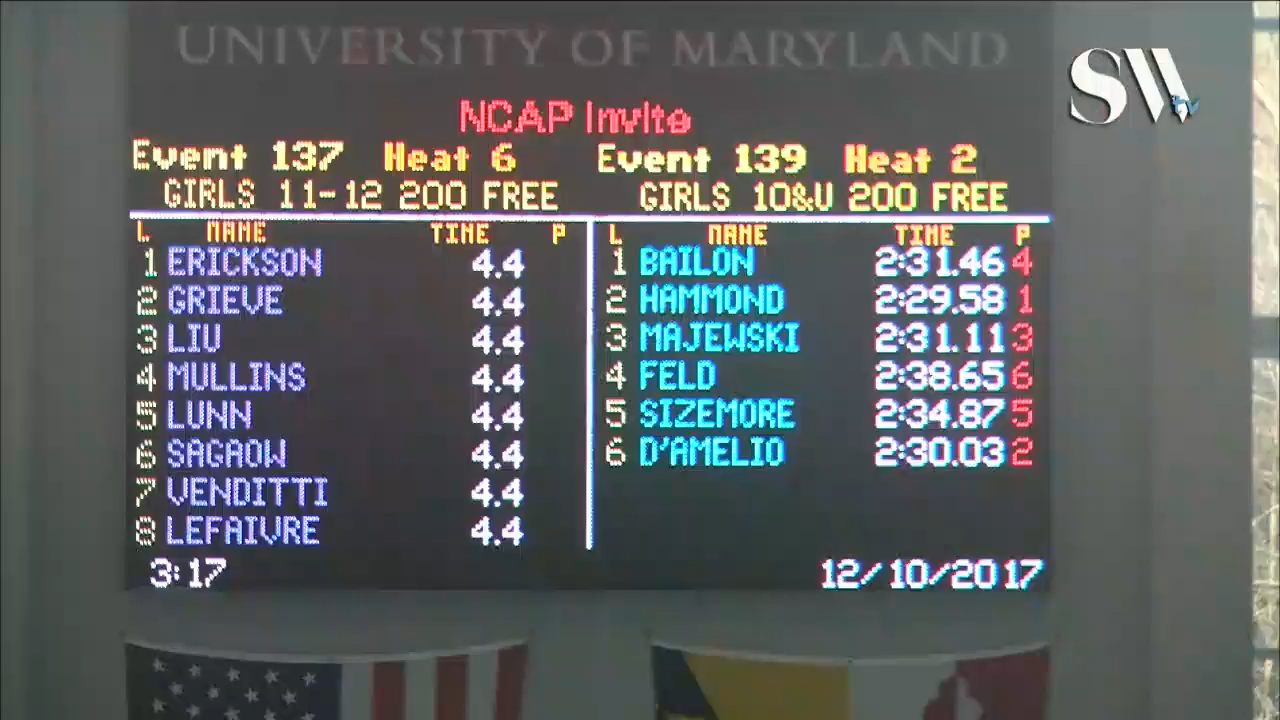 UNIVERSITY OF MARYLAND
SW tv
NCAP Invite
Event 137 Heat 6
GIRLS 11-12 200 FREE
L NAME TIME P
1 ERICKSON 4.4
2 GRIEVE 4.4
3 LIU 4.4
4 MULLINS 4.4
5 LUNN 4.4
6 SAGAOW 4.4
7 VENDITTI 4.4
8 LEFAIVRE 4.4
Event 139 Heat 2
GIRLS 10&U 200 FREE
L NAME TIME P
1 BAILON 2:31.46 4
2 HAMMOND 2:29.58 1
3 MAJEWSKI 2:31.11 3
4 FELD 2:38.65 6
5 SIZEMORE 2:34.87 5
6 D'AMELIO 2:30.03 2
3:17
12/10/2017